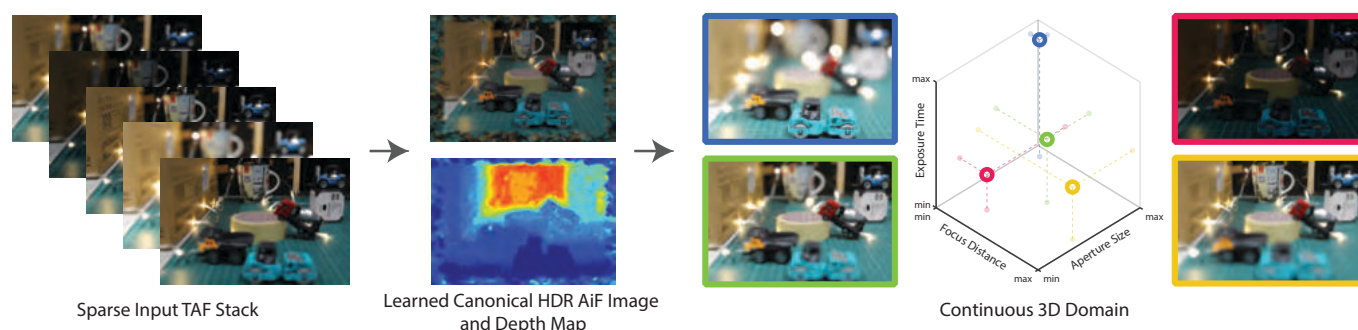 Sparse Input TAF Stack
Learned Canonical HDR AiF Image
and Depth Map
max
Exposure Time
min
min
Focus Distance
max
min
Aperture Size
max
Continuous 3D Domain